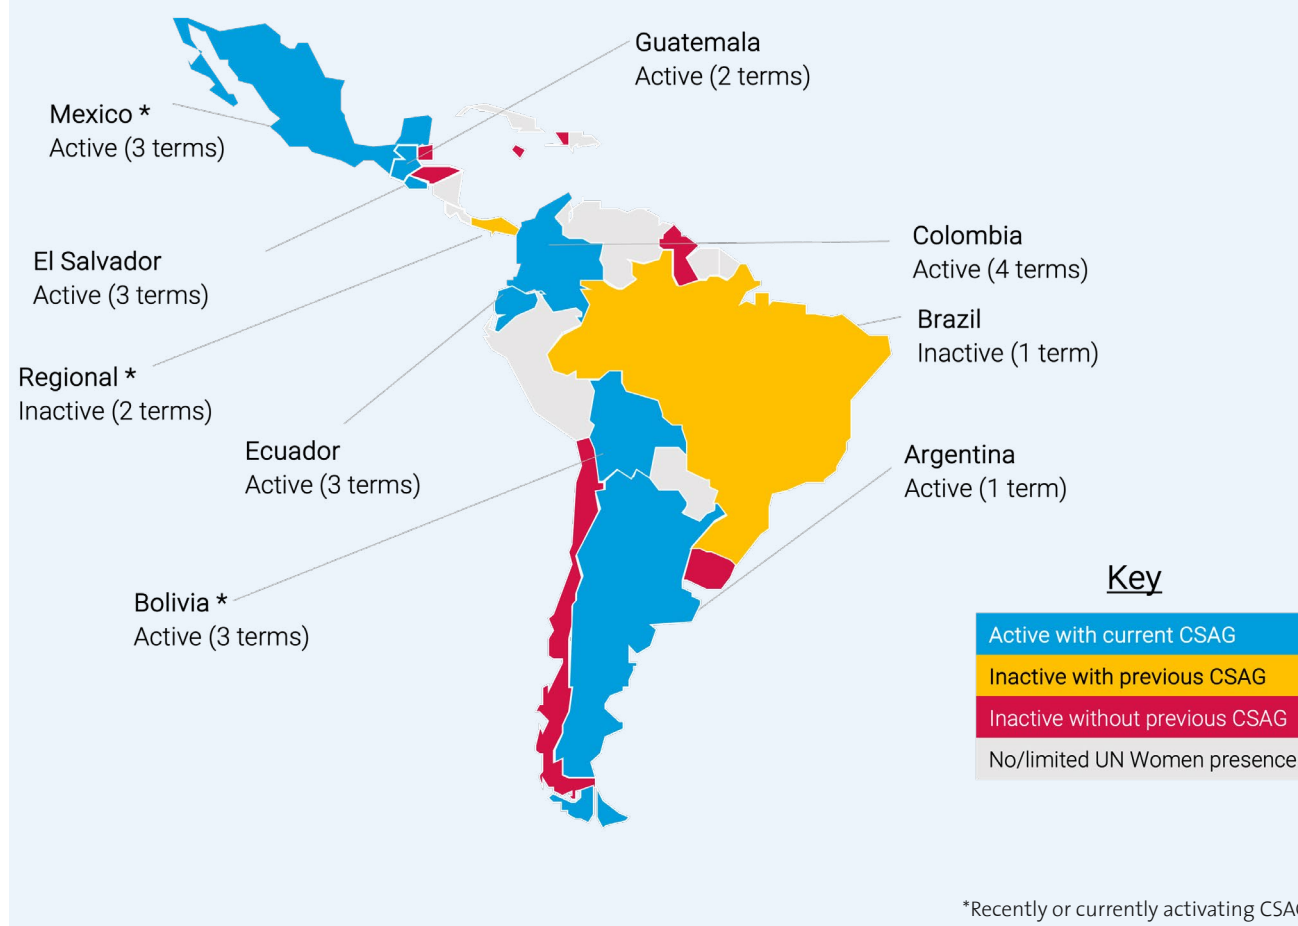 Guatemala
Active (2 terms)
Mexico *
Active (3 terms)
El Salvador
Active (3 terms)
Colombia
Active (4 terms)
Brazil
Inactive (1 term)
Regional *
Inactive (2 terms)
Ecuador
Active (3 terms)
Argentina
Active (1 term)
Bolivia *
Active (3 terms)
Key
Active with current CSAG
Inactive with previous CSAG
Inactive without previous CSAG
No/limited UN Women presence
*Recently or currently activating